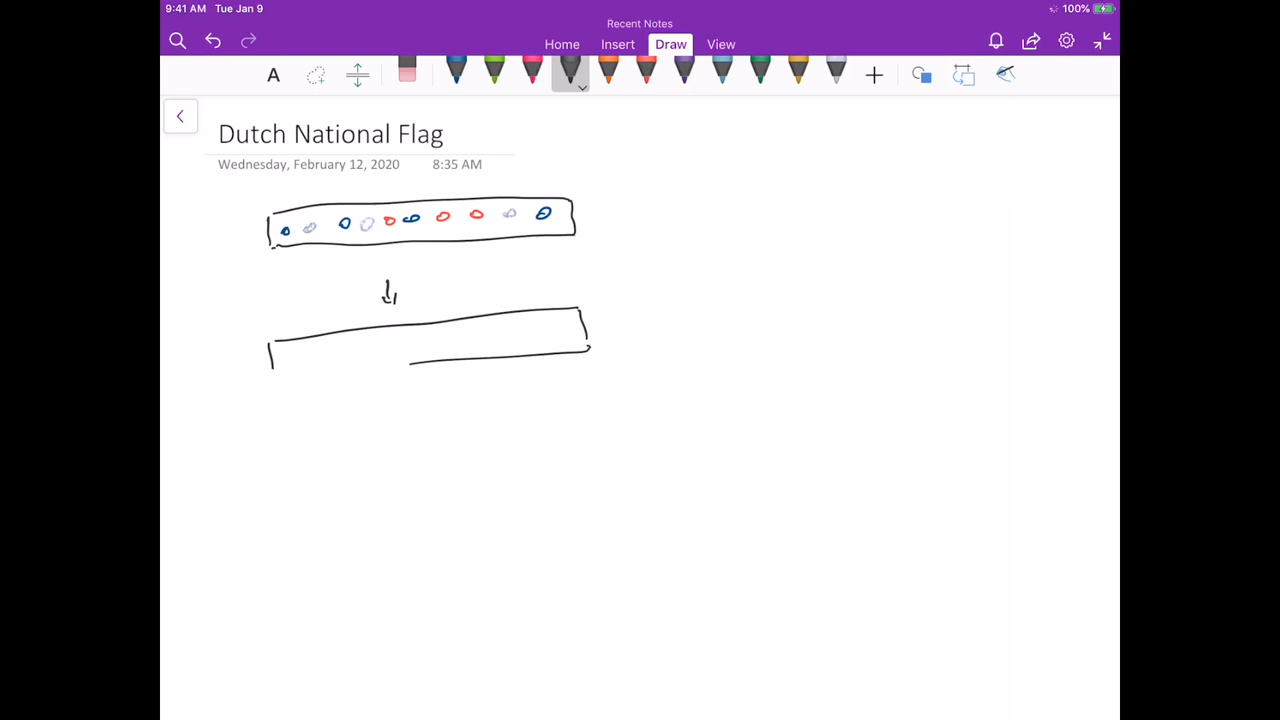 9:41 AM Tue Jan 9
100%
Recent Notes
Home Insert Draw View
A
Dutch National Flag
Wednesday, February 12, 2020 8:35 AM